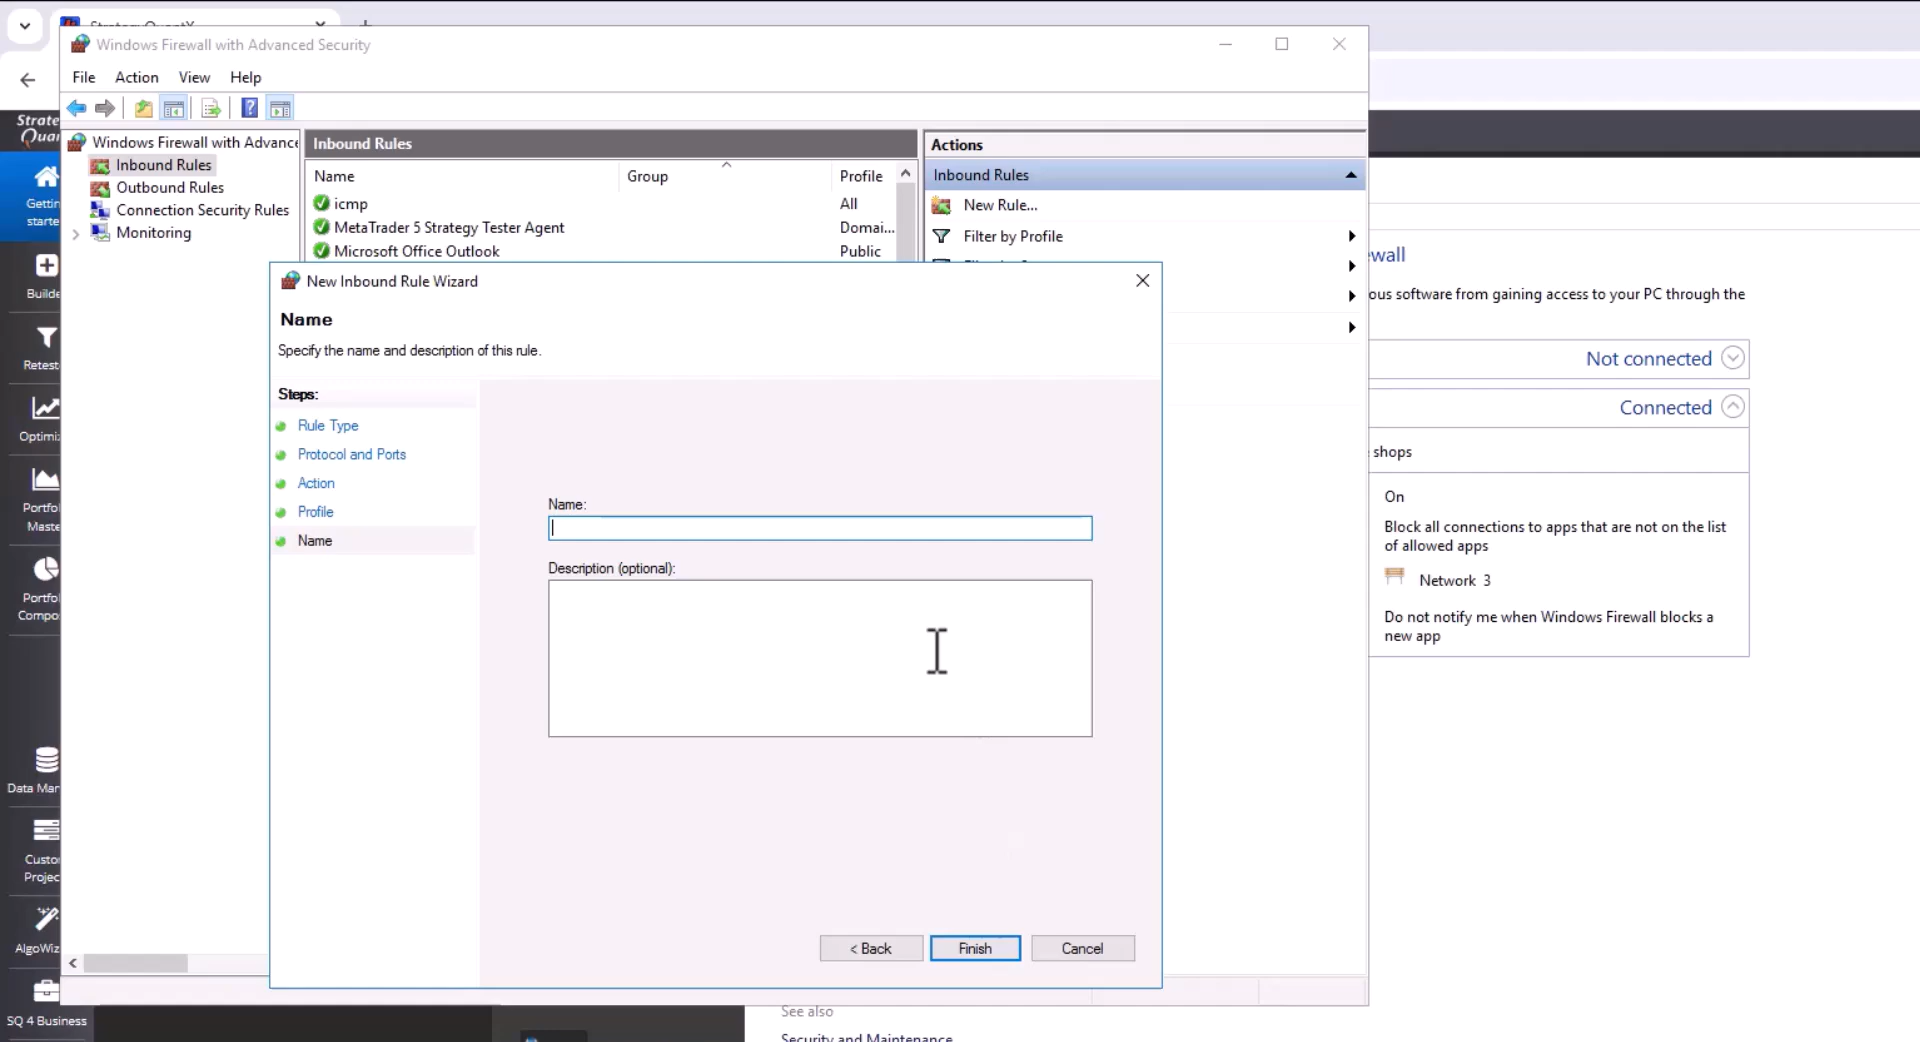 Windows Firewall with Advanced Security
File Action View Help
Strate
Quan
Windows Firewall with Advance
Inbound Rules
Outbound Rules
Connection Security Rules
Monitoring
Inbound Rules
Name Group Profile
icmp All
MetaTrader 5 Strategy Tester Agent Domai...
Microsoft Office Outlook Public
Actions
Inbound Rules
New Rule...
Filter by Profile
Gettin
starte
Builde
Retest
Optimiz
Portfol
Maste
Portfo
Compo
Data Man
Custo
Projec
AlgoWiz
SQ 4 Business
New Inbound Rule Wizard
Name
Specify the name and description of this rule.
Steps:
Rule Type
Protocol and Ports
Action
Profile
Name
Name:
Description (optional):
< Back Finish Cancel
wall
ous software from gaining access to your PC through the
Not connected
Connected
shops
On
Block all connections to apps that are not on the list
of allowed apps
Network 3
Do not notify me when Windows Firewall blocks a
new app
See also
Security and Maintenance